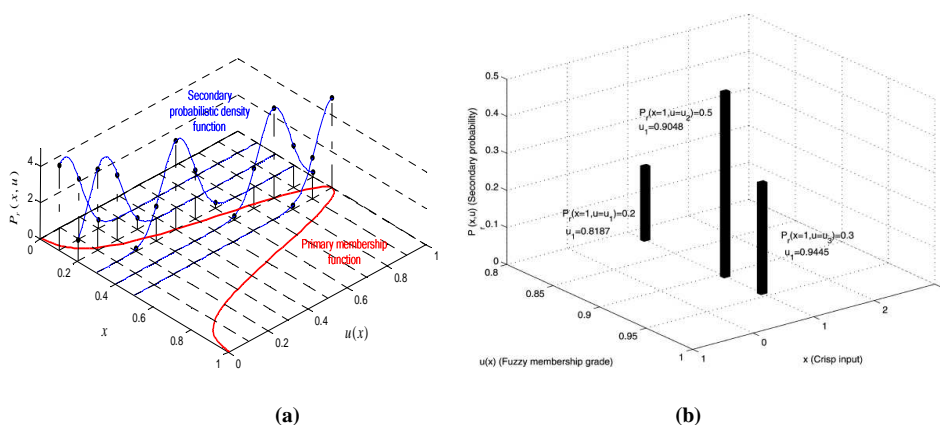 Secondary
probabilistic density
function
4
2
0
P_r (x, u)
0
0.2
0.4
0.6
0.8
1
x
0
0.2
0.4
0.6
0.8
1
u(x)
Primary membership
function
(a)
0.5
0.4
0.3
0.2
0.1
0
P (x,u) (Secondary probability)
P_r(x=1,u=u_2)=0.5
u_1=0.9048
P_r(x=1,u=u_1)=0.2
u_1=0.8187
P_r(x=1,u=u_3)=0.3
u_1=0.9445
0.8
0.85
0.9
0.95
1
u(x) (Fuzzy membership grade)
1
0
1
2
x (Crisp input)
(b)